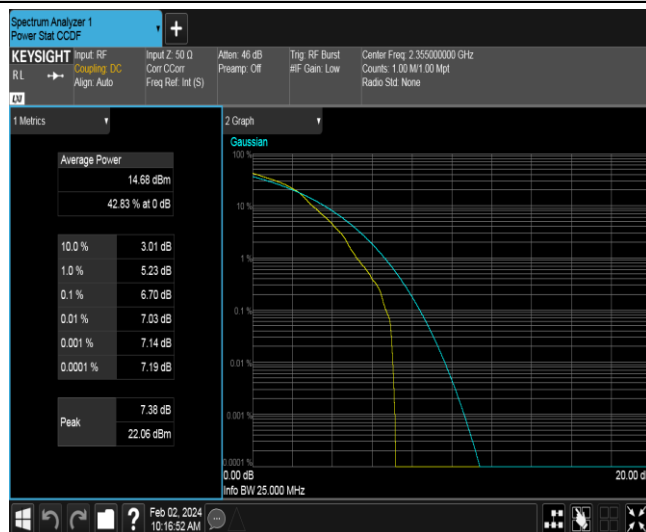 Spectrum Analyzer 1
Power Stat CCDF
KEYSIGHT
RL
Input: RF
Coupling: DC
Align: Auto
Input Z: 50 Ω
Corr CCorr
Freq Ref: Int (S)
Atten: 46 dB
Preamp: Off
Trig: RF Burst
#IF Gain: Low
Center Freq: 2.355000000 GHz
Counts: 1.00 M/1.00 Mpt
Radio Std: None
LXI
1 Metrics
Average Power
14.68 dBm
42.83 % at 0 dB
10.0 % 3.01 dB
1.0 % 5.23 dB
0.1 % 6.70 dB
0.01 % 7.03 dB
0.001 % 7.14 dB
0.0001 % 7.19 dB
Peak
7.38 dB
22.06 dBm
2 Graph
Gaussian
100 %
10 %
1 %
0.1 %
0.01 %
0.001 %
0.0001 %
0.00 dB
20.00 d
Info BW 25.000 MHz
Feb 02, 2024
10:16:52 AM